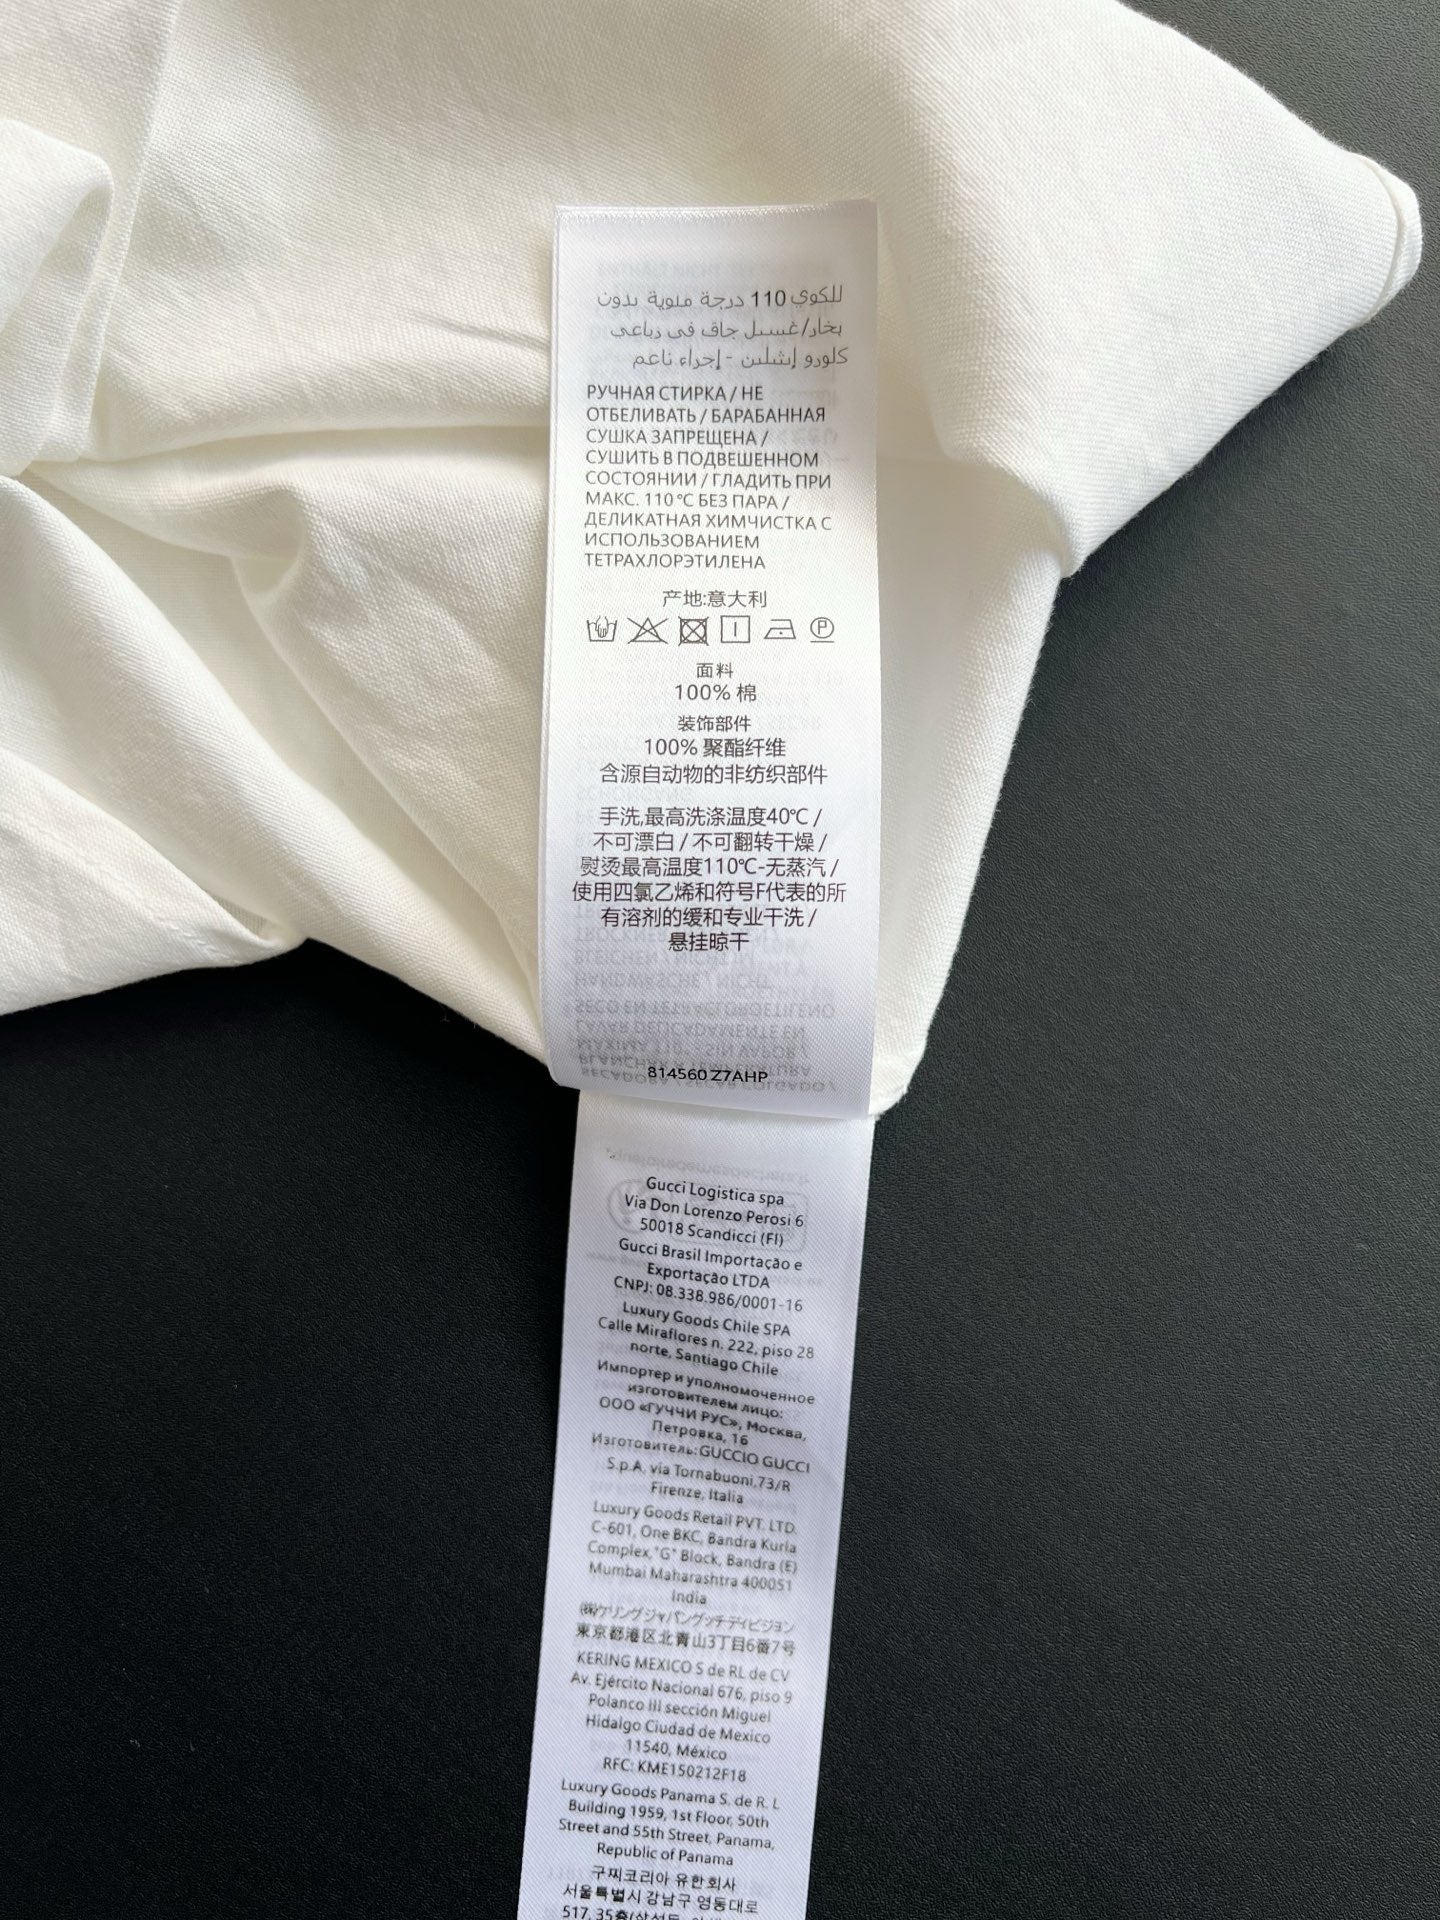 للكوي 110 درجة مئوية بدون
بخار/غسيل جاف في رباعي
كلورو إيثيلين - إجراء ناعم
РУЧНАЯ СТИРКА / НЕ
ОТБЕЛИВАТЬ / БАРАБАННАЯ
СУШКА ЗАПРЕЩЕНА /
СУШИТЬ В ПОДВЕШЕННОМ
СОСТОЯНИИ / ГЛАДИТЬ ПРИ
МАКС. 110 °C БЕЗ ПАРА /
ДЕЛИКАТНАЯ ХИМЧИСТКА С
ИСПОЛЬЗОВАНИЕМ
ТЕТРАХЛОРЭТИЛЕНА
产地:意大利
P
面料
100% 棉
装饰部件
100% 聚酯纤维
含源自动物的非纺织部件
手洗,最高洗涤温度40℃ /
不可漂白 / 不可翻转干燥 /
熨烫最高温度110℃-无蒸汽 /
使用四氯乙烯和符号F代表的所
有溶剂的缓和专业干洗 /
悬挂晾干
814560 Z7AHP
Gucci Logistica spa
Via Don Lorenzo Perosi 6
50018 Scandicci (FI)
Gucci Brasil Importação e
Exportação LTDA
CNPJ: 08.338.986/0001-16
Luxury Goods Chile SPA
Calle Miraflores n. 222, piso 28
norte, Santiago Chile
Импортер и уполномоченное
изготовителем лицо:
ООО «ГУЧЧИ РУС», Москва,
Петровка, 16
Изготовитель:GUCCIO GUCCI
S.p.A. via Tornabuoni,73/R
Firenze, Italia
Luxury Goods Retail PVT. LTD.
C-601, One BKC, Bandra Kurla
Complex,"G" Block, Bandra (E)
Mumbai Maharashtra 400051
India
㈱ケリングジャパングッチディビジョン
東京都港区北青山3丁目6番7号
KERING MEXICO S de RL de CV
Av. Ejército Nacional 676, piso 9
Polanco III sección Miguel
Hidalgo Ciudad de Mexico
11540, México
RFC: KME150212F18
Luxury Goods Panama S. de R. L
Building 1959, 1st Floor, 50th
Street and 55th Street, Panama,
Republic of Panama
구찌코리아 유한회사
서울특별시 강남구 영동대로
517, 35층(삼성동,